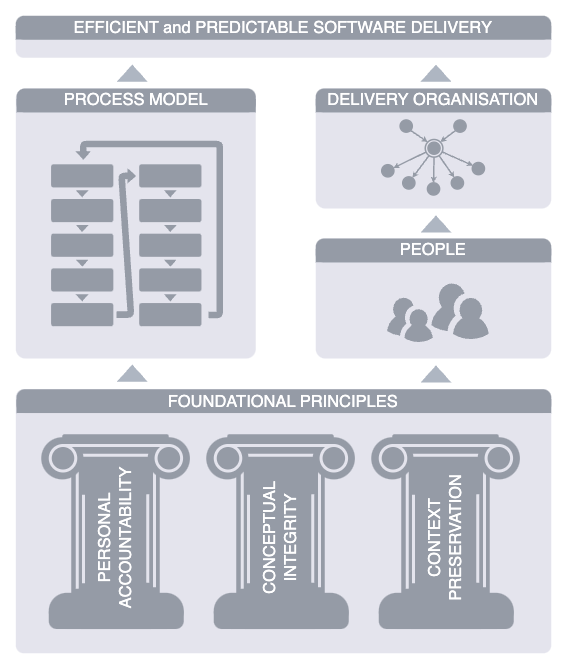 EFFICIENT and PREDICTABLE SOFTWARE DELIVERY
PROCESS MODEL
DELIVERY ORGANISATION
PEOPLE
FOUNDATIONAL PRINCIPLES
PERSONAL
ACCOUNTABILITY
CONCEPTUAL
INTEGRITY
CONTEXT
PRESERVATION